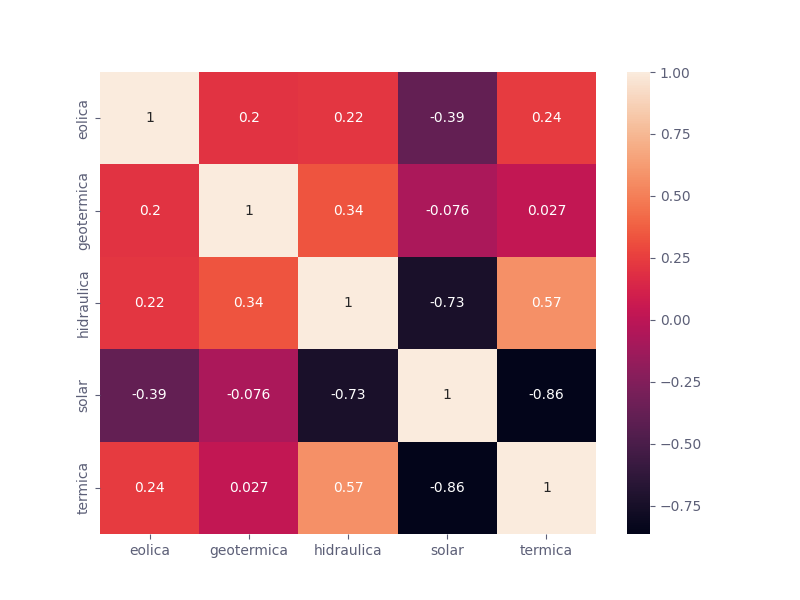 eolica 1 0.2 0.22 -0.39 0.24
geotermica 0.2 1 0.34 -0.076 0.027
hidraulica 0.22 0.34 1 -0.73 0.57
solar -0.39 -0.076 -0.73 1 -0.86
termica 0.24 0.027 0.57 -0.86 1
eolica geotermica hidraulica solar termica
1.00
0.75
0.50
0.25
0.00
−0.25
−0.50
−0.75